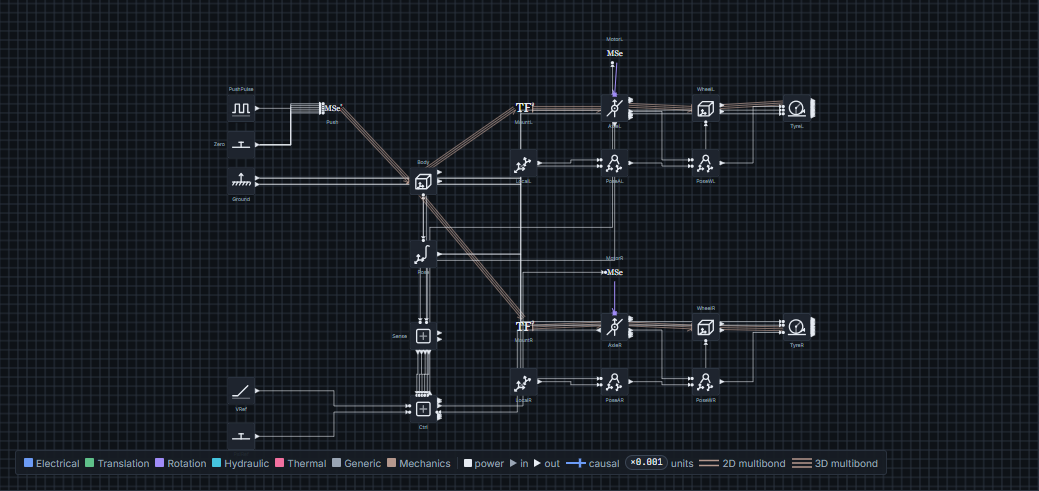 MotorL
MSe
PushPulse
MSe
Push
TF
MountL
AxleL
WheelL
TyreL
Zero
Body
LocalL
PoseAL
PoseWL
Ground
Pose
MotorR
MSe
WheelR
TF
MountR
AxleR
TyreR
Sense
LocalR
PoseAR
PoseWR
VRef
Ctrl
Electrical Translation Rotation Hydraulic Thermal Generic Mechanics power in out causal ×0.001 units 2D multibond 3D multibond